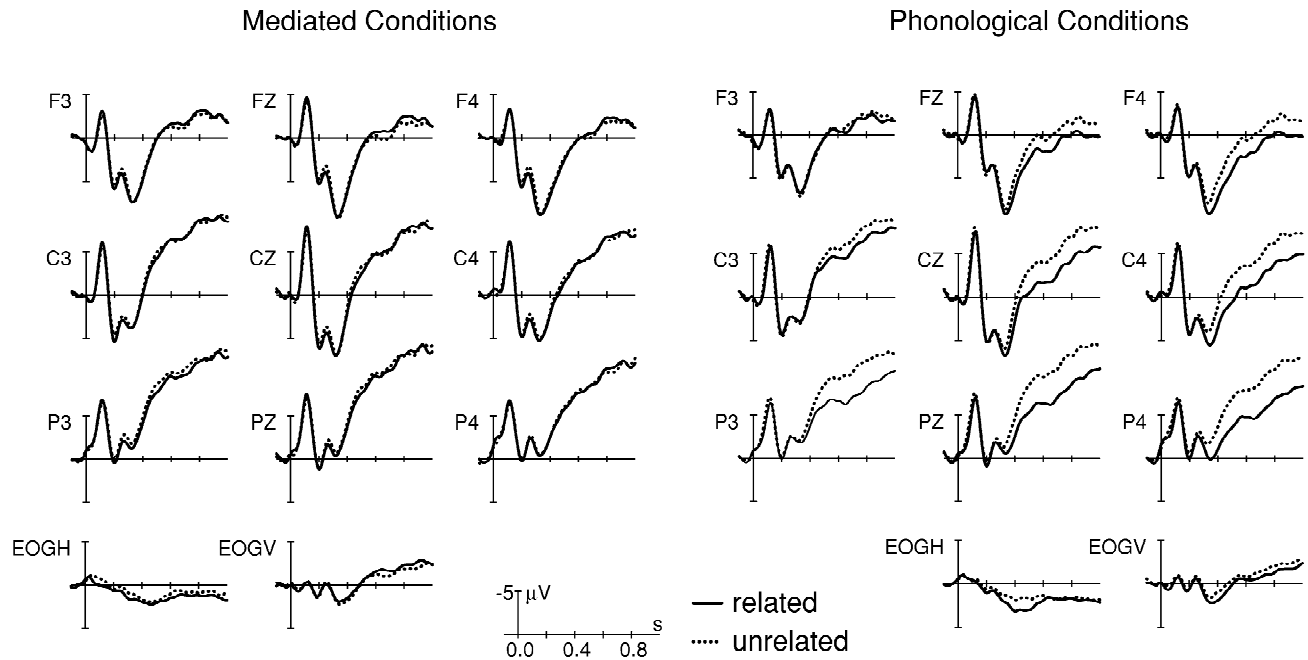 Mediated Conditions
Phonological Conditions
F3 FZ F4
F3 FZ F4
C3 CZ C4
C3 CZ C4
P3 PZ P4
P3 PZ P4
EOGH EOGV
EOGH EOGV
-5 μV
s
0.0 0.4 0.8
related
unrelated